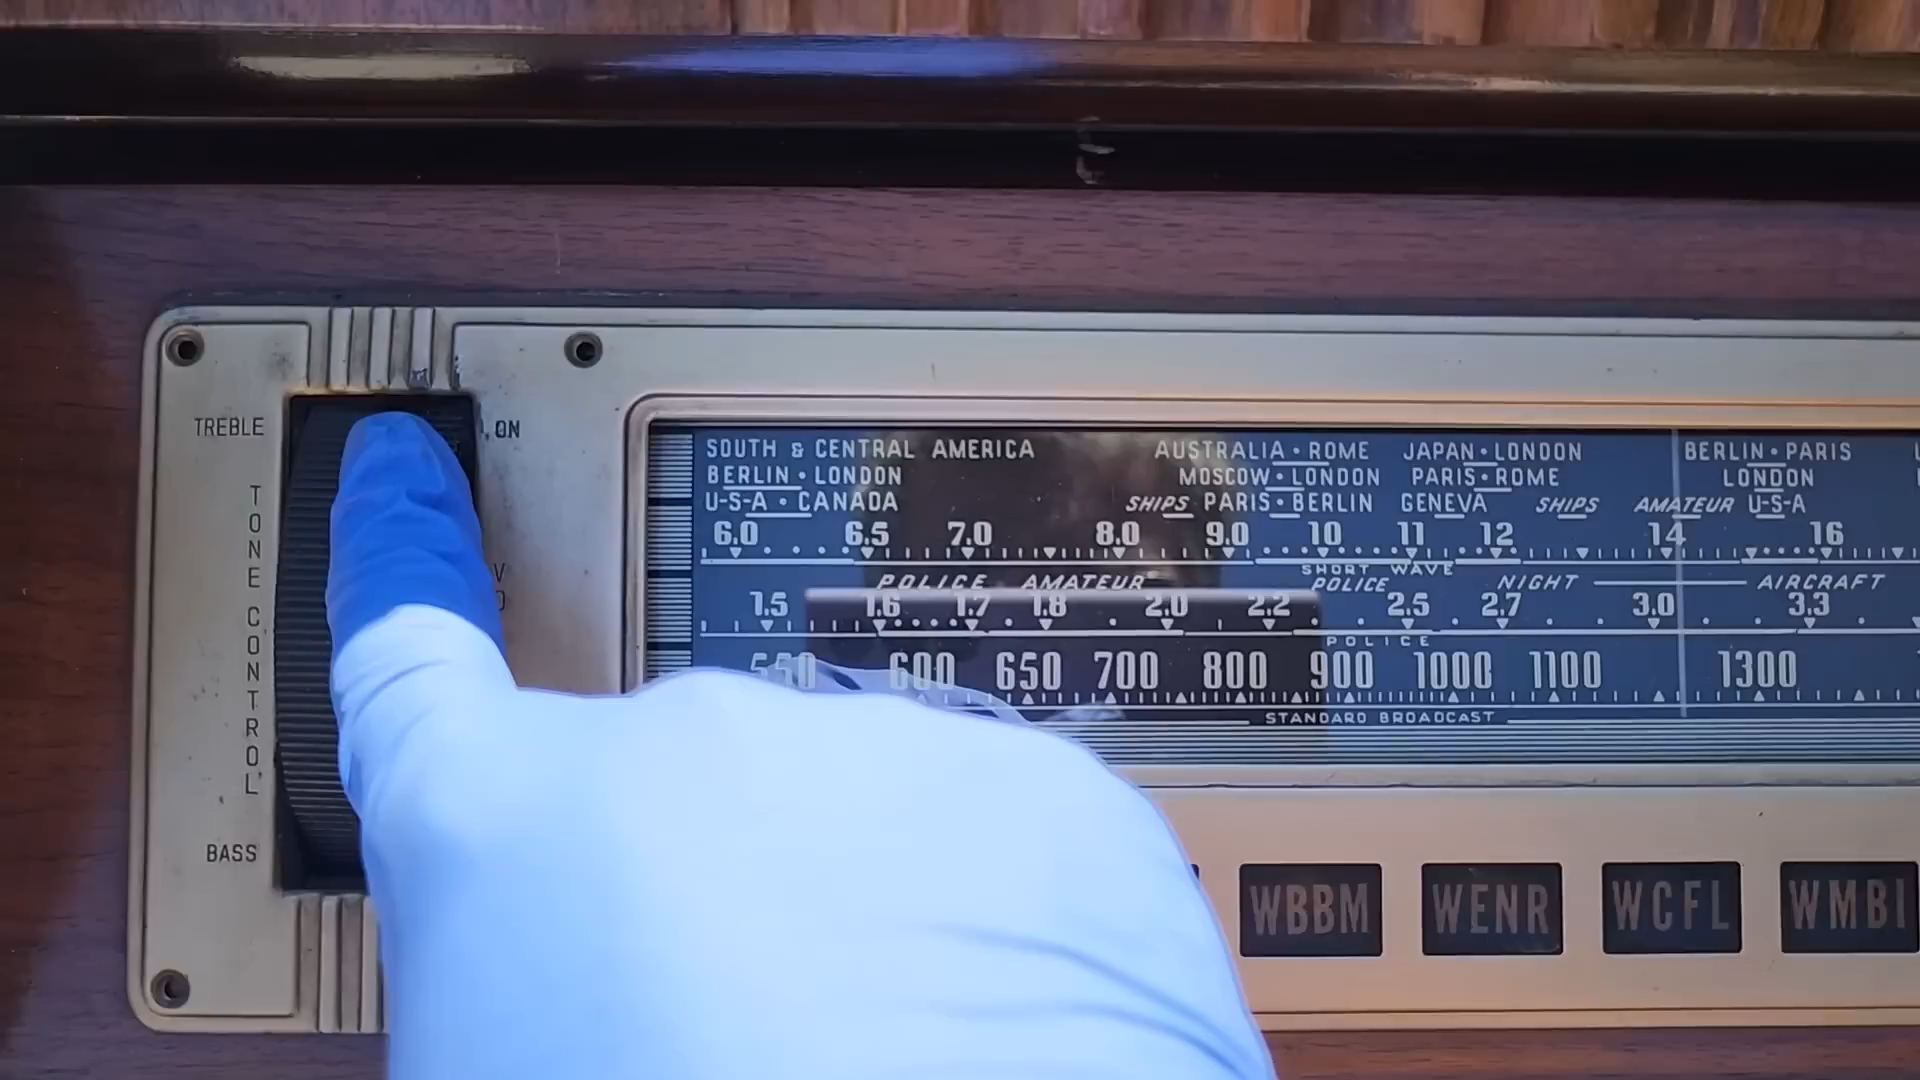 TREBLE
ON
TONE CONTROL
BASS
SOUTH & CENTRAL AMERICA AUSTRALIA • ROME JAPAN • LONDON BERLIN • PARIS
BERLIN • LONDON MOSCOW • LONDON PARIS • ROME LONDON
U-S-A • CANADA SHIPS PARIS • BERLIN GENEVA SHIPS AMATEUR U-S-A
6.0 6.5 7.0 8.0 9.0 10 11 12 14 16
SHORT WAVE
POLICE AMATEUR POLICE NIGHT AIRCRAFT
1.5 1.6 1.7 1.8 2.0 2.2 2.5 2.7 3.0 3.3
POLICE
550 600 650 700 800 900 1000 1100 1300
STANDARD BROADCAST
WBBM WENR WCFL WMBI